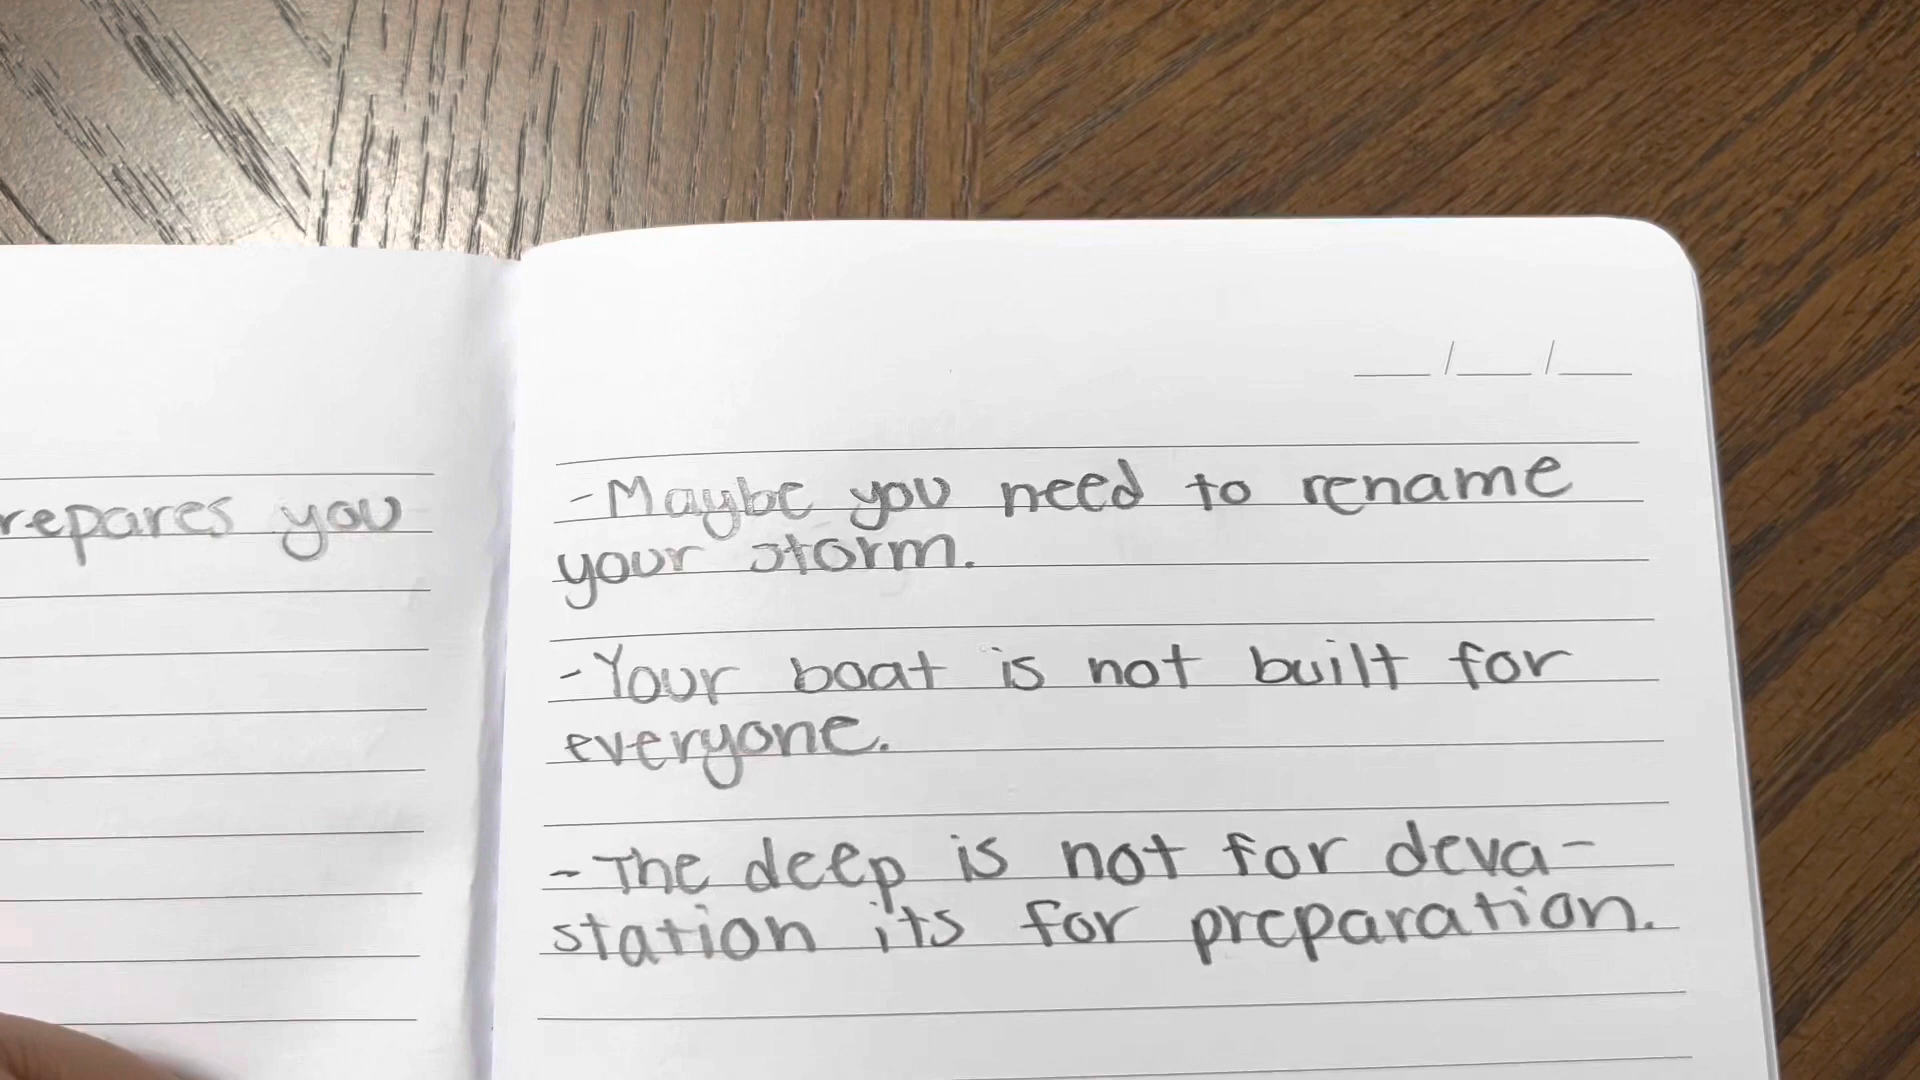 repares you
-Maybe you need to rename
your storm.
-Your boat is not built for
everyone.
-The deep is not for deva-
station its for preparation.